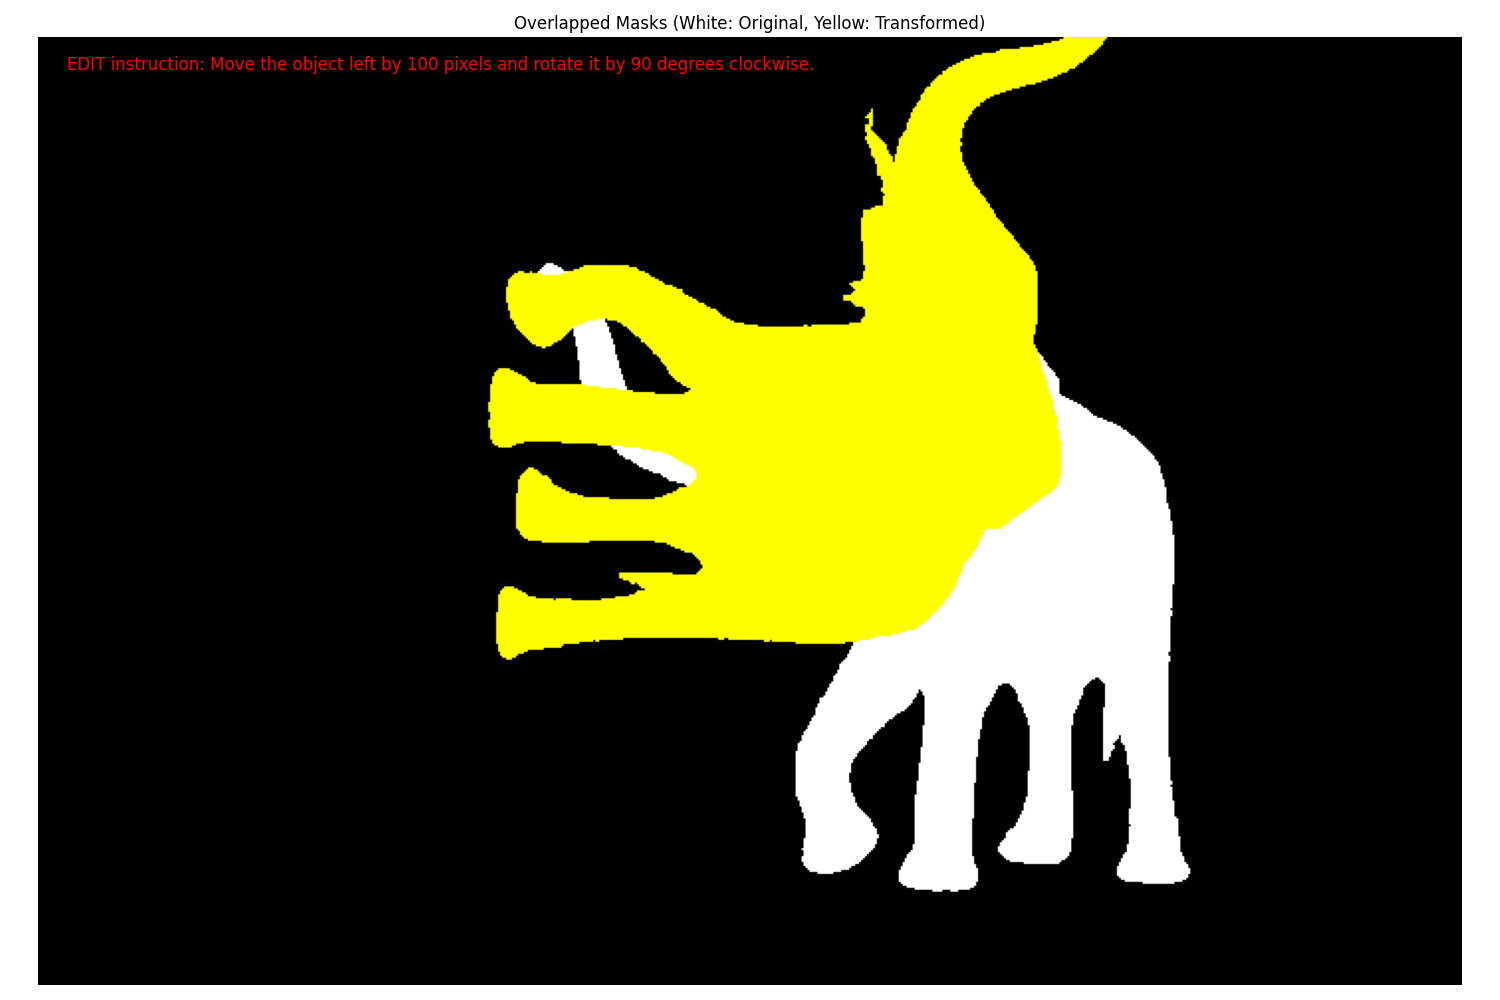 Overlapped Masks (White: Original, Yellow: Transformed)
EDIT instruction: Move the object left by 100 pixels and rotate it by 90 degrees clockwise.